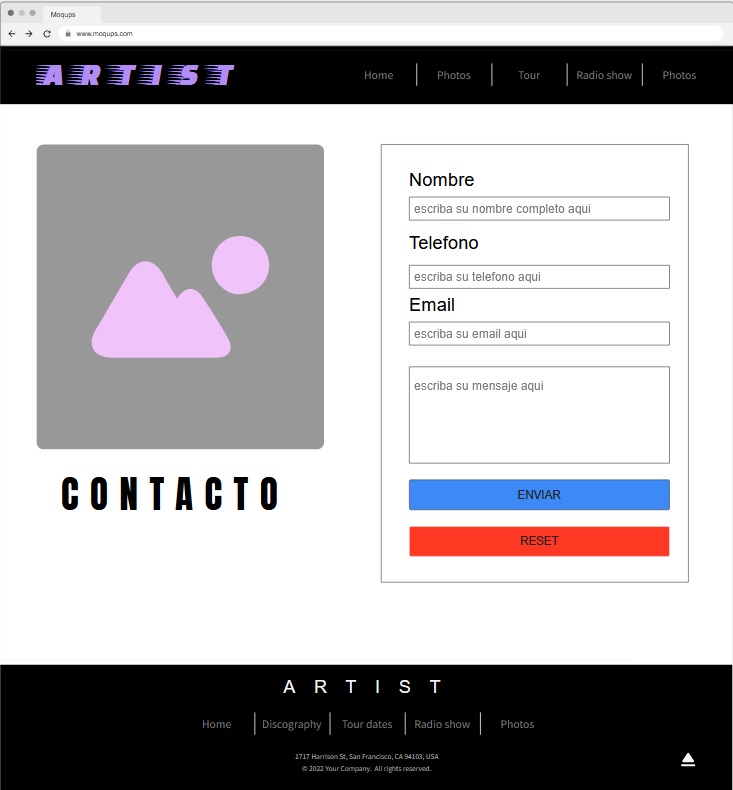 Moqups
www.moqups.com
ARTIST
Home Photos Tour Radio show Photos
Nombre
escriba su nombre completo aqui
Telefono
escriba su telefono aqui
Email
escriba su email aqui
escriba su mensaje aqui
ENVIAR
RESET
CONTACTO
ARTIST
Home Discography Tour dates Radio show Photos
1717 Harrison St, San Francisco, CA 94103, USA
© 2022 Your Company. All rights reserved.